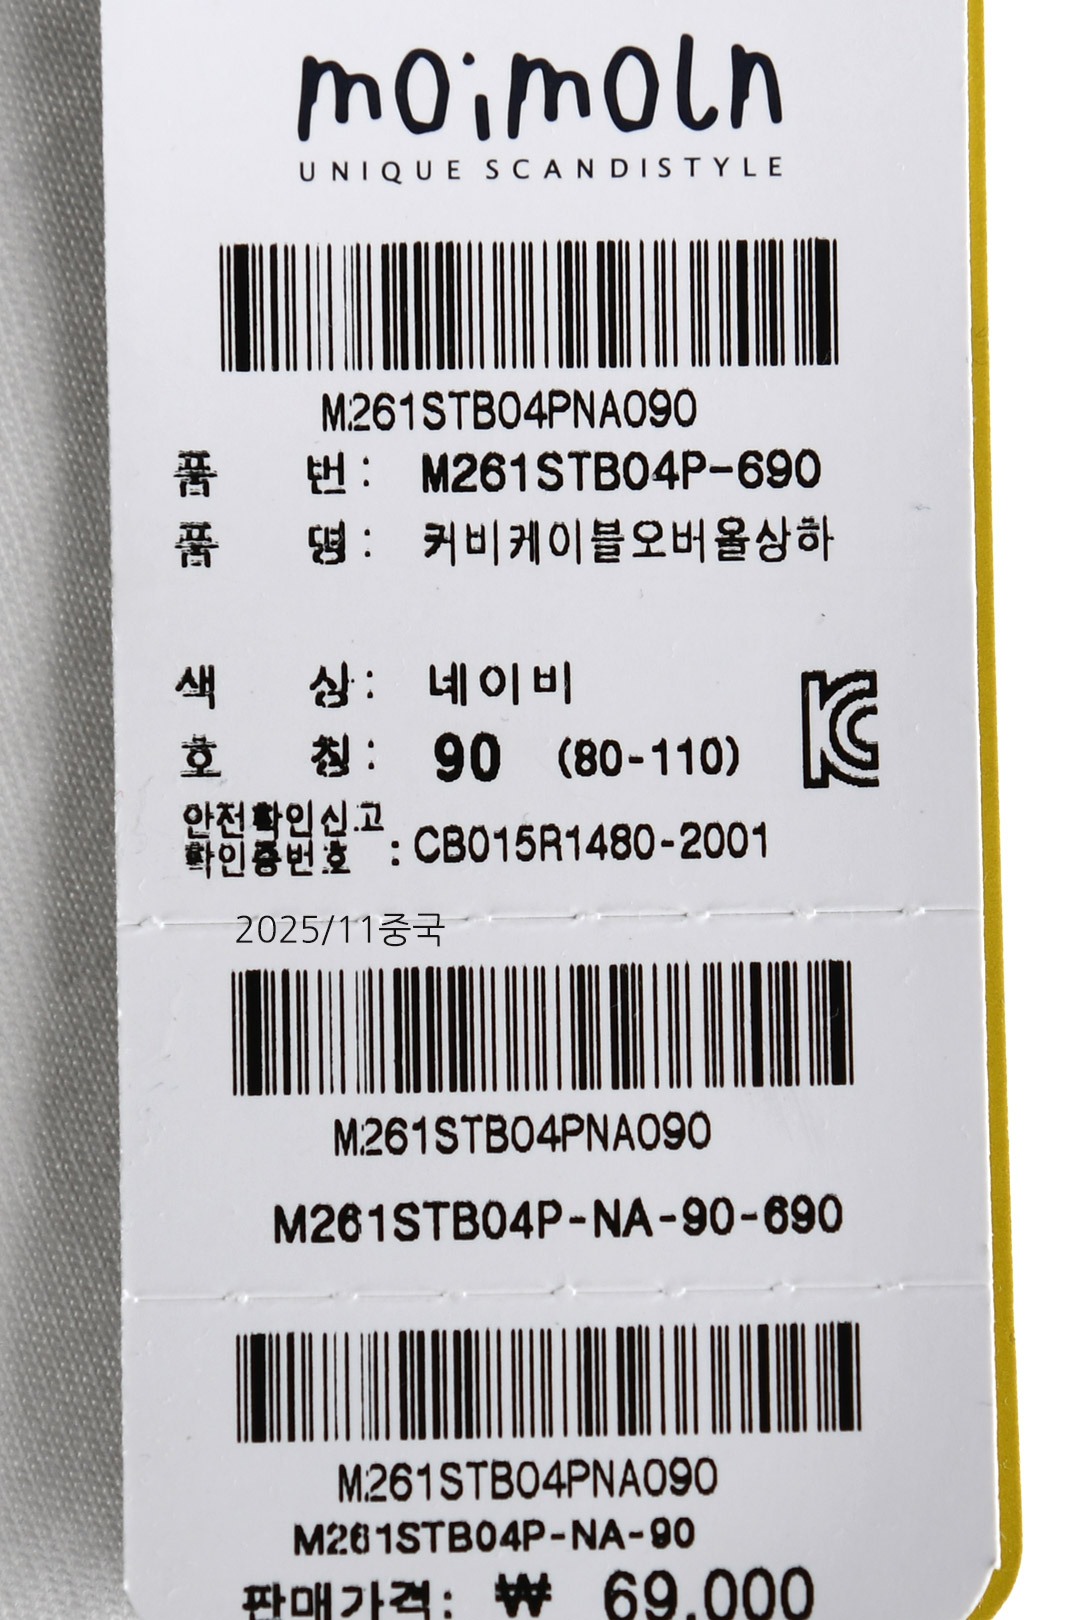 moimoln
UNIQUE SCANDISTYLE
M261STB04PNA090
품 번 : M261STB04P-690
품 명 : 커비케이블오버올상하
색 상 : 네이비
호 칭 : 90 (80-110)
안전확인신고
확인증번호 : CB015R1480-2001
2025/11중국
M261STB04PNA090
M261STB04P-NA-90-690
M261STB04PNA090
M261STB04P-NA-90
판매가격 : ₩ 69,000